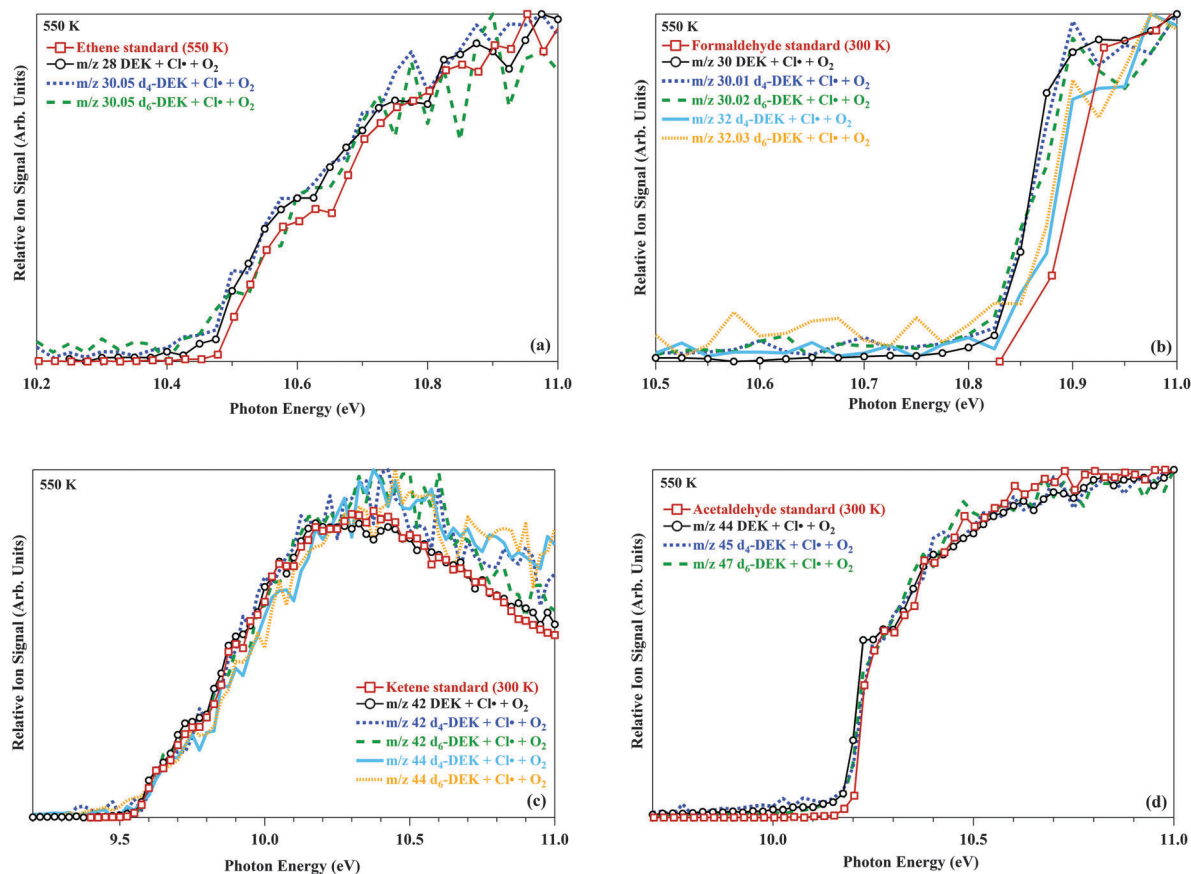 550 K
Ethene standard (550 K)
m/z 28 DEK + Cl• + O₂
m/z 30.05 d₄-DEK + Cl• + O₂
m/z 30.05 d₆-DEK + Cl• + O₂
Relative Ion Signal (Arb. Units)
(a)
10.2 10.4 10.6 10.8 11.0
Photon Energy (eV)
550 K
Formaldehyde standard (300 K)
m/z 30 DEK + Cl• + O₂
m/z 30.01 d₄-DEK + Cl• + O₂
m/z 30.02 d₆-DEK + Cl• + O₂
m/z 32 d₄-DEK + Cl• + O₂
m/z 32.03 d₆-DEK + Cl• + O₂
Relative Ion Signal (Arb. Units)
(b)
10.5 10.6 10.7 10.8 10.9 11.0
Photon Energy (eV)
550 K
Relative Ion Signal (Arb. Units)
Ketene standard (300 K)
m/z 42 DEK + Cl• + O₂
m/z 42 d₄-DEK + Cl• + O₂
m/z 42 d₆-DEK + Cl• + O₂
m/z 44 d₄-DEK + Cl• + O₂
m/z 44 d₆-DEK + Cl• + O₂
(c)
9.5 10.0 10.5 11.0
Photon Energy (eV)
550 K
Acetaldehyde standard (300 K)
m/z 44 DEK + Cl• + O₂
m/z 45 d₄-DEK + Cl• + O₂
m/z 47 d₆-DEK + Cl• + O₂
Relative Ion Signal (Arb. Units)
(d)
10.0 10.5 11.0
Photon Energy (eV)